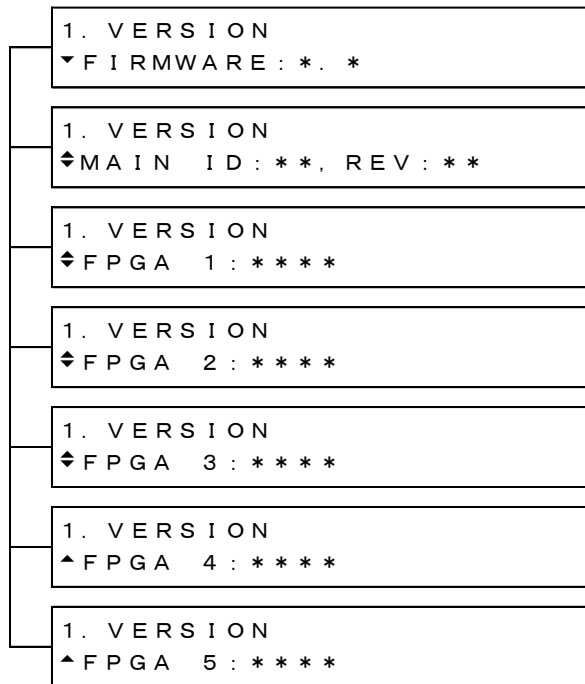 1. VERSION
▼FIRMWARE:*.*
1. VERSION
♦MAIN ID:**, REV:**
1. VERSION
♦FPGA 1:****
1. VERSION
♦FPGA 2:****
1. VERSION
♦FPGA 3:****
1. VERSION
▲FPGA 4:****
1. VERSION
▲FPGA 5:****